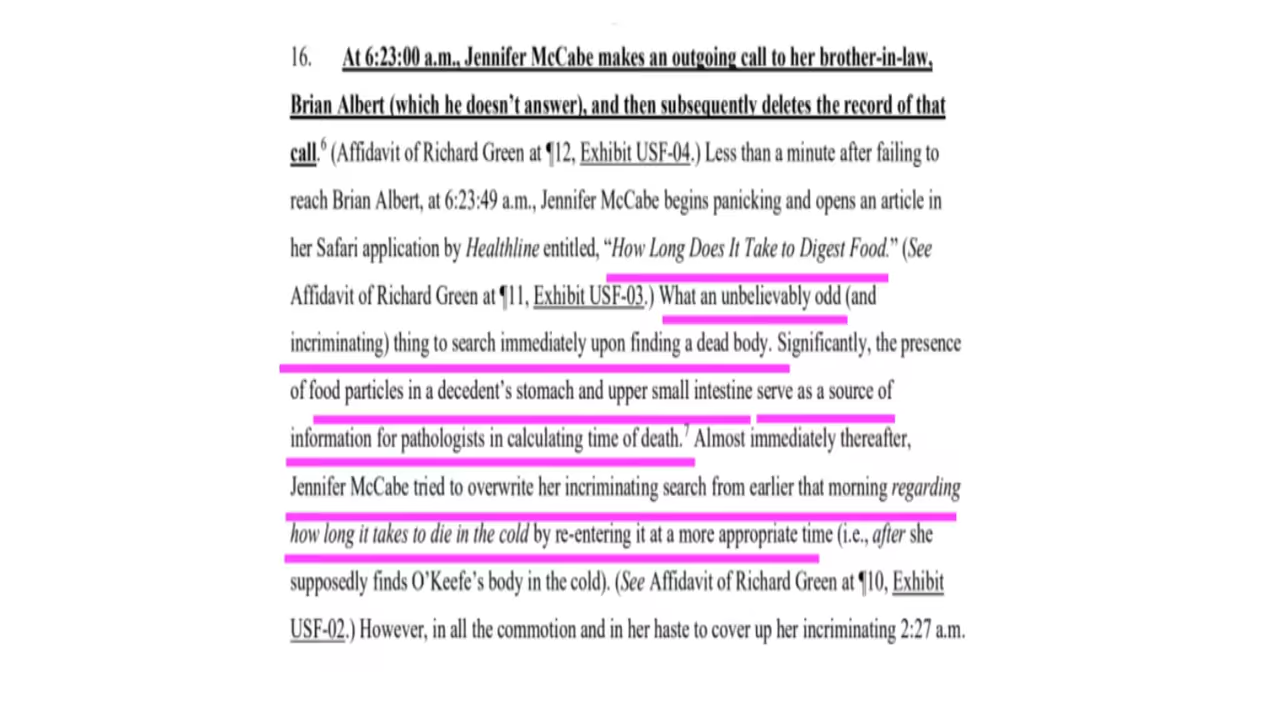 16. At 6:23:00 a.m., Jennifer McCabe makes an outgoing call to her brother-in-law,
Brian Albert (which he doesn't answer), and then subsequently deletes the record of that
call.6 (Affidavit of Richard Green at ¶12, Exhibit USF-04.) Less than a minute after failing to
reach Brian Albert, at 6:23:49 a.m., Jennifer McCabe begins panicking and opens an article in
her Safari application by Healthline entitled, “How Long Does It Take to Digest Food.” (See
Affidavit of Richard Green at ¶11, Exhibit USF-03.) What an unbelievably odd (and
incriminating) thing to search immediately upon finding a dead body. Significantly, the presence
of food particles in a decedent's stomach and upper small intestine serve as a source of
information for pathologists in calculating time of death.7 Almost immediately thereafter,
Jennifer McCabe tried to overwrite her incriminating search from earlier that morning regarding
how long it takes to die in the cold by re-entering it at a more appropriate time (i.e., after she
supposedly finds O'Keefe's body in the cold). (See Affidavit of Richard Green at ¶10, Exhibit
USF-02.) However, in all the commotion and in her haste to cover up her incriminating 2:27 a.m.